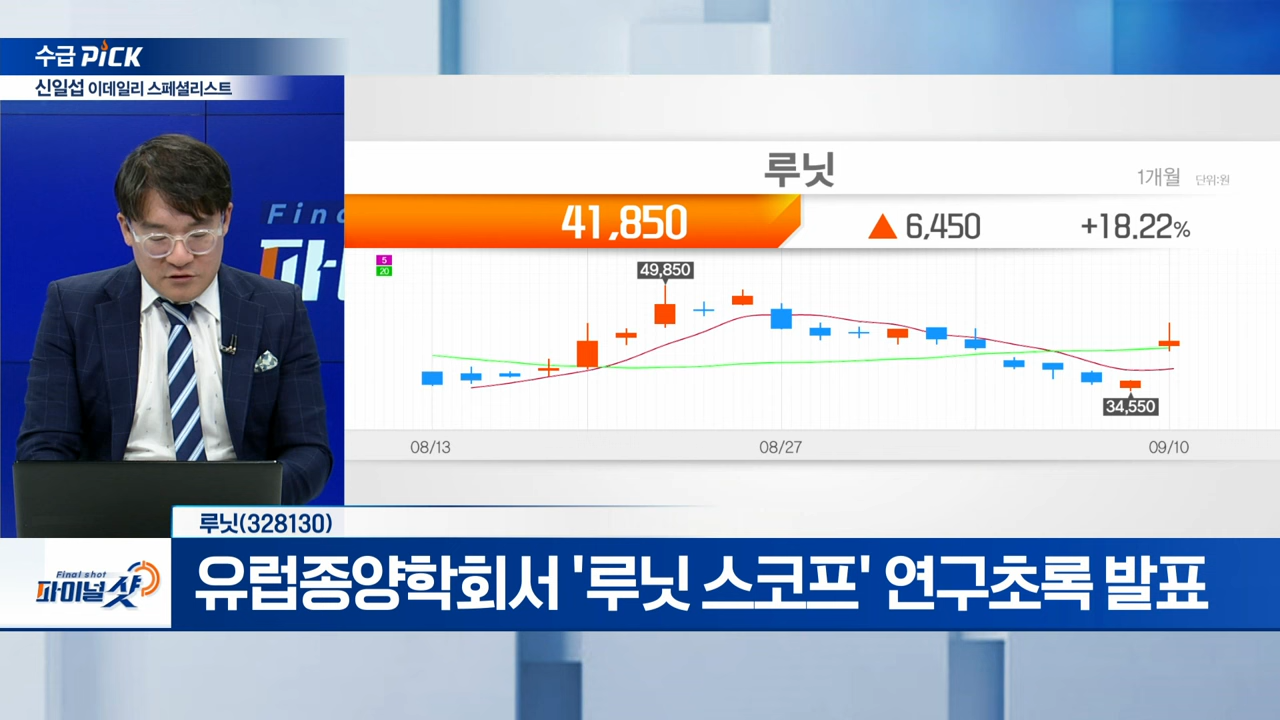 수급 PiCK
신일섭 이데일리 스페셜리스트
Fin
파
루닛
1개월 단위:원
41,850 ▲ 6,450 +18.22%
5
20
49,850
34,550
08/13 08/27 09/10
루닛(328130)
Final shot
파이널샷
유럽종양학회서 '루닛 스코프' 연구초록 발표